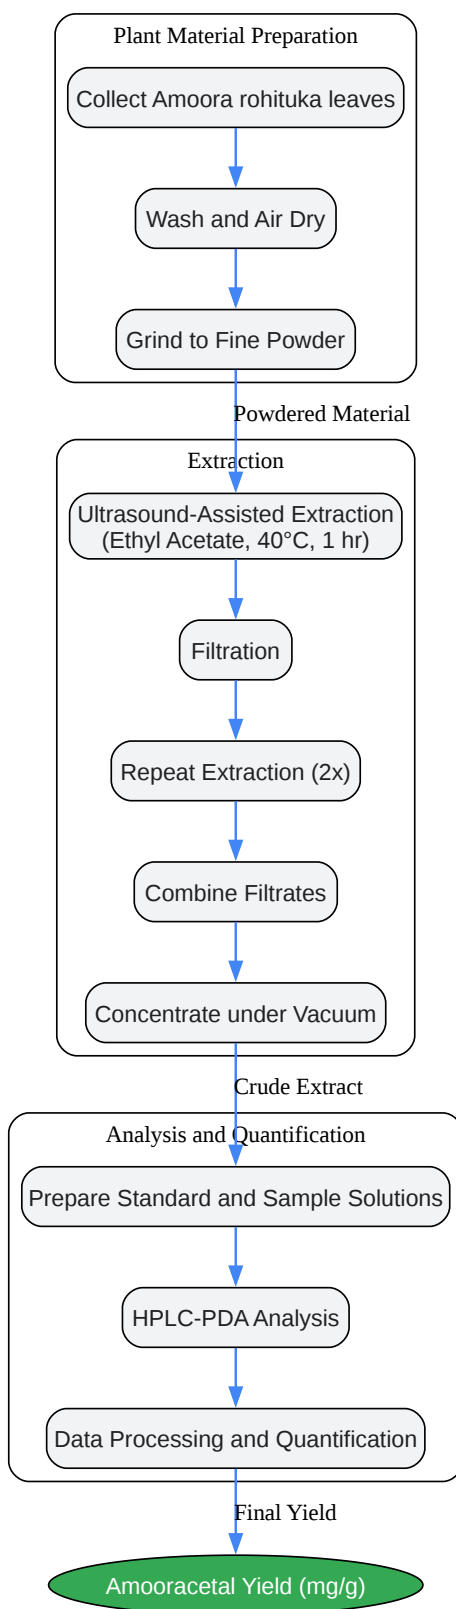 Plant Material Preparation
Collect Amoora rohituka leaves
Wash and Air Dry
Grind to Fine Powder
Powdered Material
Extraction
Ultrasound-Assisted Extraction
(Ethyl Acetate, 40°C, 1 hr)
Filtration
Repeat Extraction (2x)
Combine Filtrates
Concentrate under Vacuum
Crude Extract
Analysis and Quantification
Prepare Standard and Sample Solutions
HPLC-PDA Analysis
Data Processing and Quantification
Final Yield
Amooracetal Yield (mg/g)